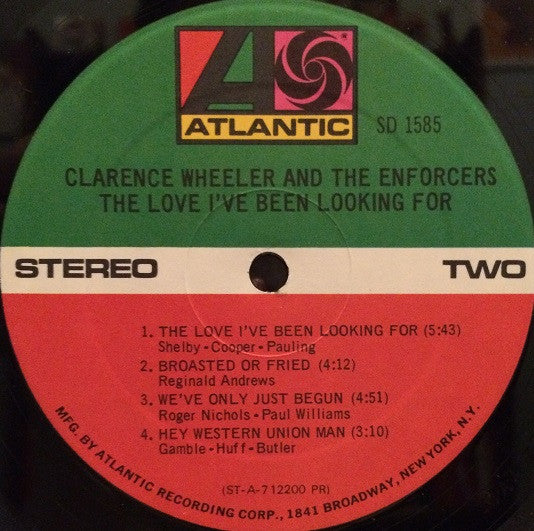 ATLANTIC
SD 1585
CLARENCE WHEELER AND THE ENFORCERS
THE LOVE I'VE BEEN LOOKING FOR
STEREO
TWO
1. THE LOVE I'VE BEEN LOOKING FOR (5:43)
Shelby-Cooper-Pauling
2. BROASTED OR FRIED (4:12)
Reginald Andrews
3. WE'VE ONLY JUST BEGUN (4:51)
Roger Nichols-Paul Williams
4. HEY WESTERN UNION MAN (3:10)
Gamble-Huff-Butler
(ST-A-712200 PR)
MFG. BY ATLANTIC RECORDING CORP., 1841 BROADWAY, NEW YORK, N.Y.